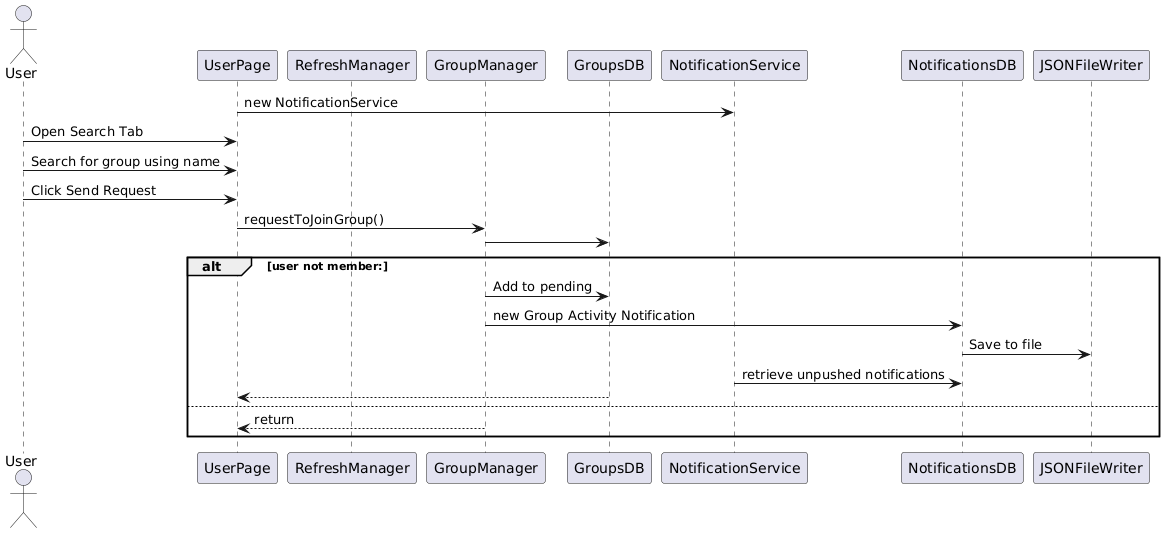 User
UserPage
RefreshManager
GroupManager
GroupsDB
NotificationService
NotificationsDB
JSONFileWriter
new NotificationService
Open Search Tab
Search for group using name
Click Send Request
requestToJoinGroup()
alt [user not member:]
Add to pending
new Group Activity Notification
Save to file
retrieve unpushed notifications
return
User
UserPage
RefreshManager
GroupManager
GroupsDB
NotificationService
NotificationsDB
JSONFileWriter